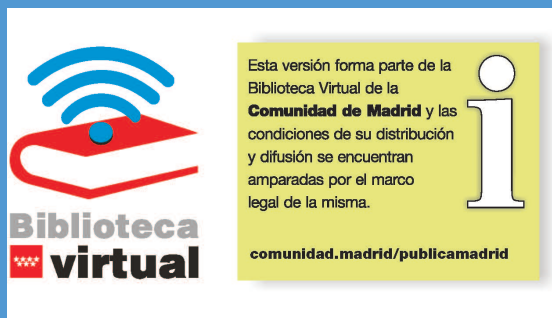 Biblioteca
virtual
Esta versión forma parte de la
Biblioteca Virtual de la
Comunidad de Madrid y las
condiciones de su distribución
y difusión se encuentran
amparadas por el marco
legal de la misma.
comunidad.madrid/publicamadrid
i